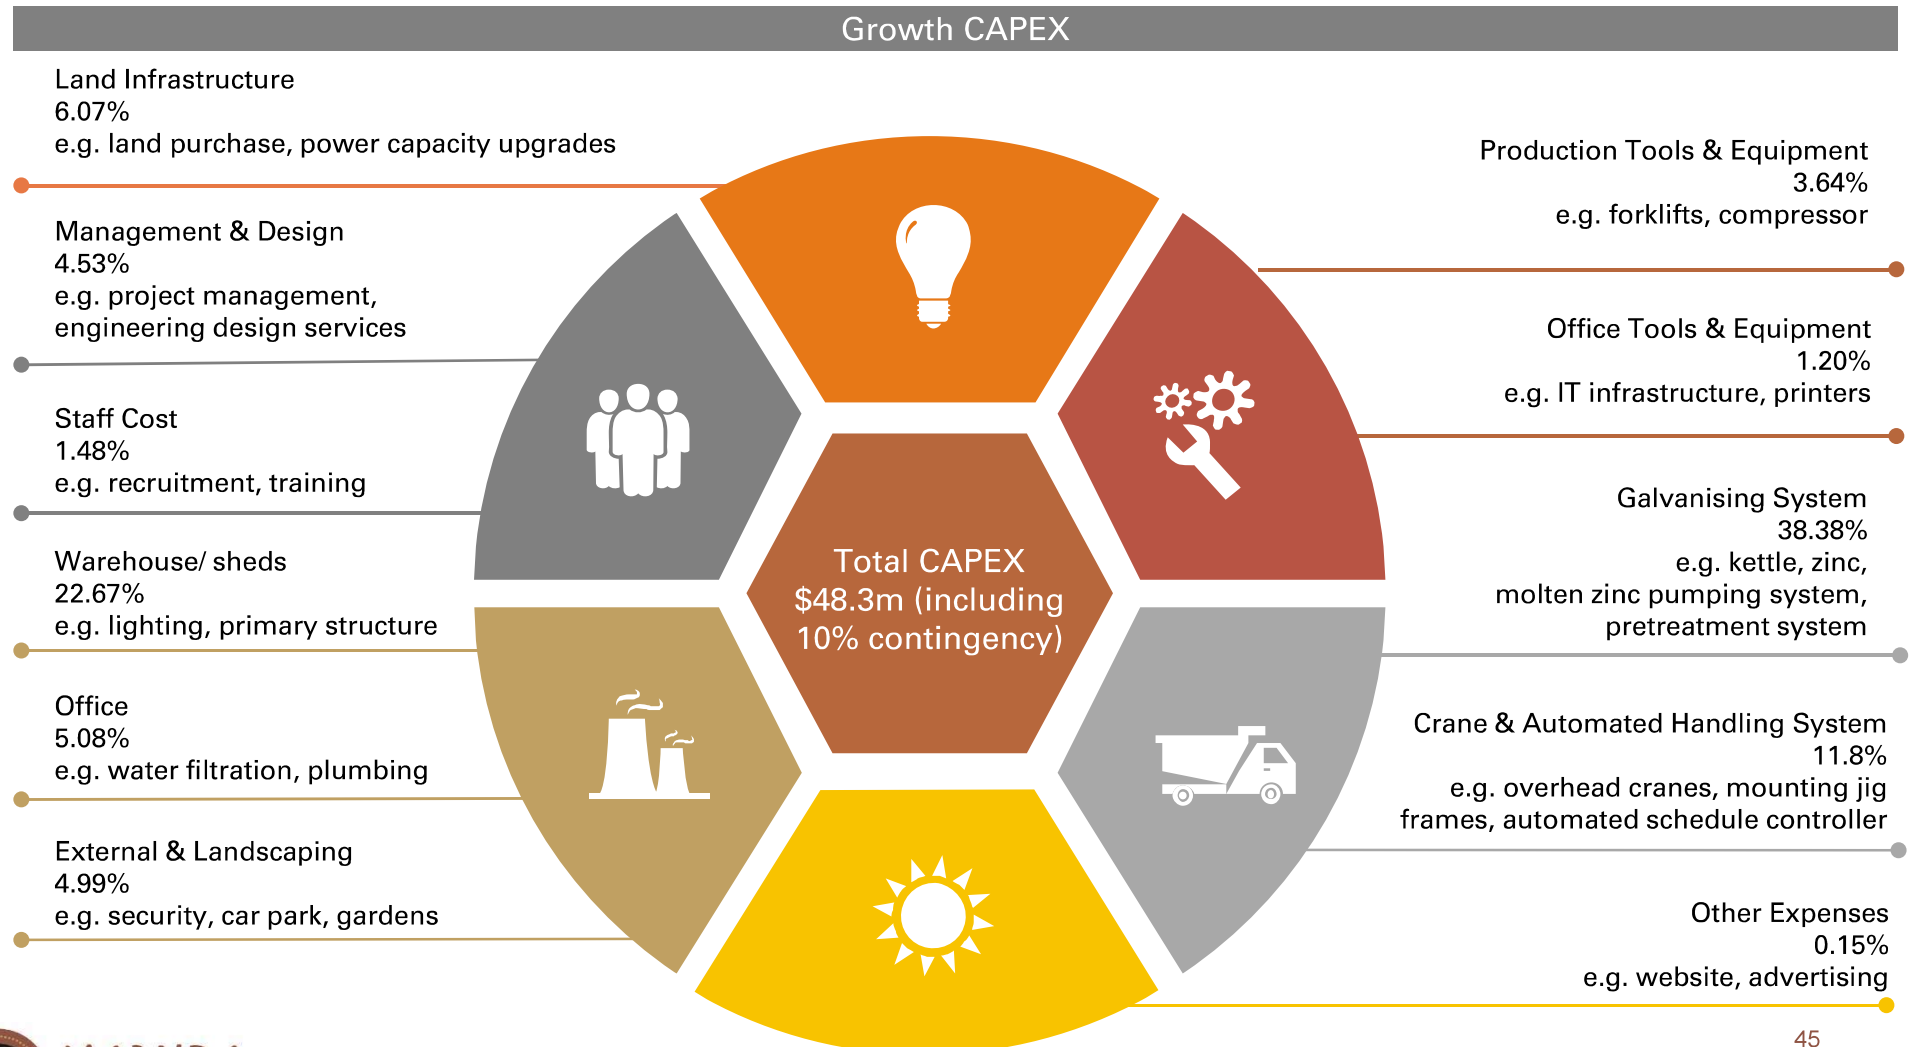 Growth CAPEX
Land Infrastructure
6.07%
e.g. land purchase, power capacity upgrades
Management & Design
4.53%
e.g. project management,
engineering design services
Staff Cost
1.48%
e.g. recruitment, training
Warehouse/ sheds
22.67%
e.g. lighting, primary structure
Office
5.08%
e.g. water filtration, plumbing
External & Landscaping
4.99%
e.g. security, car park, gardens
Total CAPEX
$48.3m (including
10% contingency)
Production Tools & Equipment
3.64%
e.g. forklifts, compressor
Office Tools & Equipment
1.20%
e.g. IT infrastructure, printers
Galvanising System
38.38%
e.g. kettle, zinc,
molten zinc pumping system,
pretreatment system
Crane & Automated Handling System
11.8%
e.g. overhead cranes, mounting jig
frames, automated schedule controller
Other Expenses
0.15%
e.g. website, advertising
45